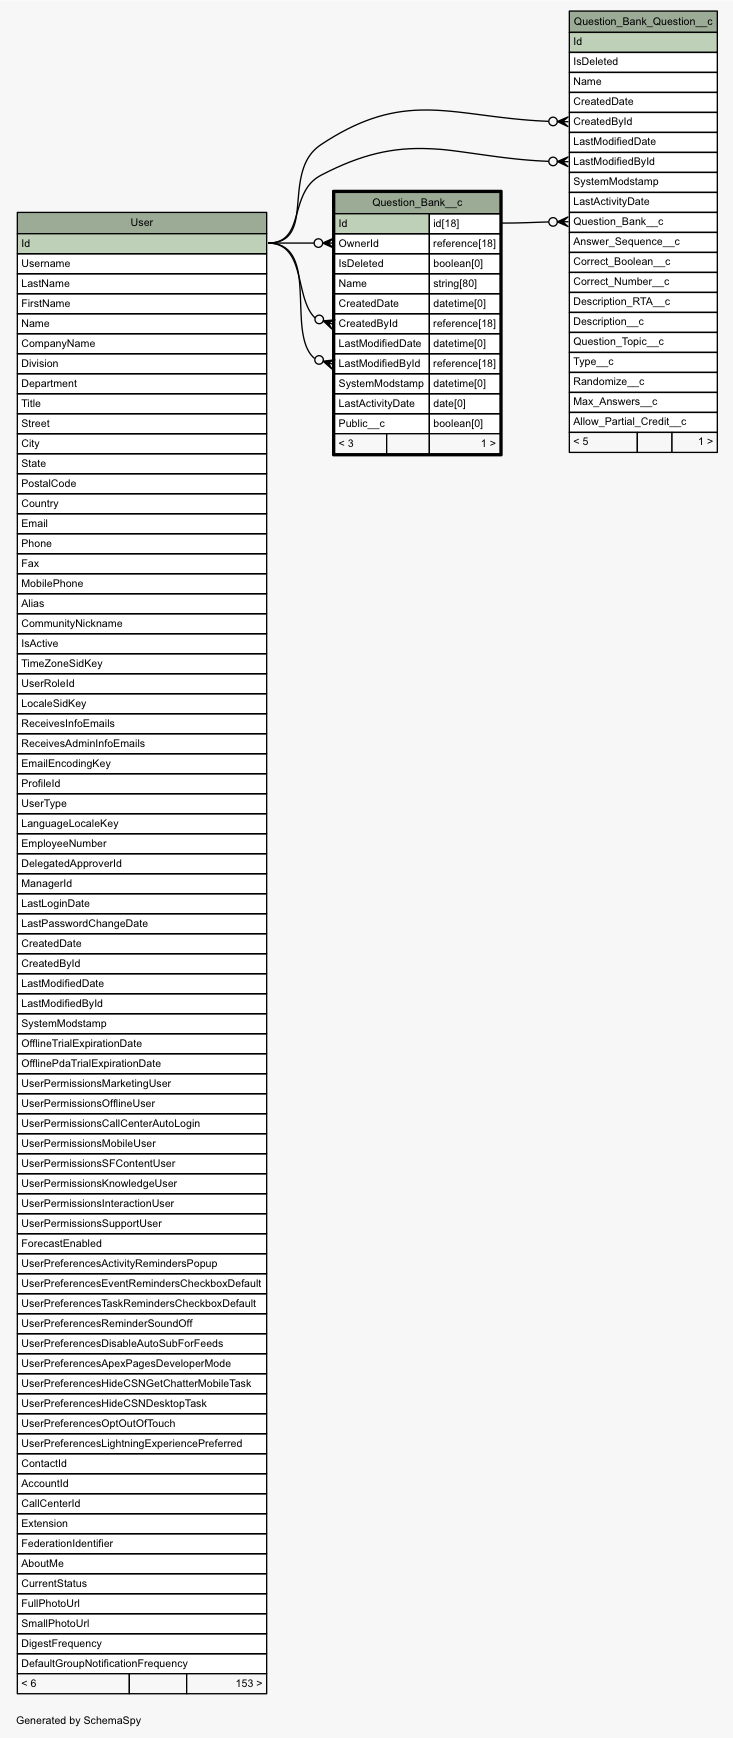 Question_Bank_Question__c
Id
IsDeleted
Name
CreatedDate
CreatedById
LastModifiedDate
LastModifiedById
SystemModstamp
LastActivityDate
Question_Bank__c
Answer_Sequence__c
Correct_Boolean__c
Correct_Number__c
Description_RTA__c
Description__c
Question_Topic__c
Type__c
Randomize__c
Max_Answers__c
Allow_Partial_Credit__c
< 5 1 >
Question_Bank__c
Id id[18]
OwnerId reference[18]
IsDeleted boolean[0]
Name string[80]
CreatedDate datetime[0]
CreatedById reference[18]
LastModifiedDate datetime[0]
LastModifiedById reference[18]
SystemModstamp datetime[0]
LastActivityDate date[0]
Public__c boolean[0]
< 3 1 >
User
Id
Username
LastName
FirstName
Name
CompanyName
Division
Department
Title
Street
City
State
PostalCode
Country
Email
Phone
Fax
MobilePhone
Alias
CommunityNickname
IsActive
TimeZoneSidKey
UserRoleId
LocaleSidKey
ReceivesInfoEmails
ReceivesAdminInfoEmails
EmailEncodingKey
ProfileId
UserType
LanguageLocaleKey
EmployeeNumber
DelegatedApproverId
ManagerId
LastLoginDate
LastPasswordChangeDate
CreatedDate
CreatedById
LastModifiedDate
LastModifiedById
SystemModstamp
OfflineTrialExpirationDate
OfflinePdaTrialExpirationDate
UserPermissionsMarketingUser
UserPermissionsOfflineUser
UserPermissionsCallCenterAutoLogin
UserPermissionsMobileUser
UserPermissionsSFContentUser
UserPermissionsKnowledgeUser
UserPermissionsInteractionUser
UserPermissionsSupportUser
ForecastEnabled
UserPreferencesActivityRemindersPopup
UserPreferencesEventRemindersCheckboxDefault
UserPreferencesTaskRemindersCheckboxDefault
UserPreferencesReminderSoundOff
UserPreferencesDisableAutoSubForFeeds
UserPreferencesApexPagesDeveloperMode
UserPreferencesHideCSNGetChatterMobileTask
UserPreferencesHideCSNDesktopTask
UserPreferencesOptOutOfTouch
UserPreferencesLightningExperiencePreferred
ContactId
AccountId
CallCenterId
Extension
FederationIdentifier
AboutMe
CurrentStatus
FullPhotoUrl
SmallPhotoUrl
DigestFrequency
DefaultGroupNotificationFrequency
< 6 153 >
Generated by SchemaSpy